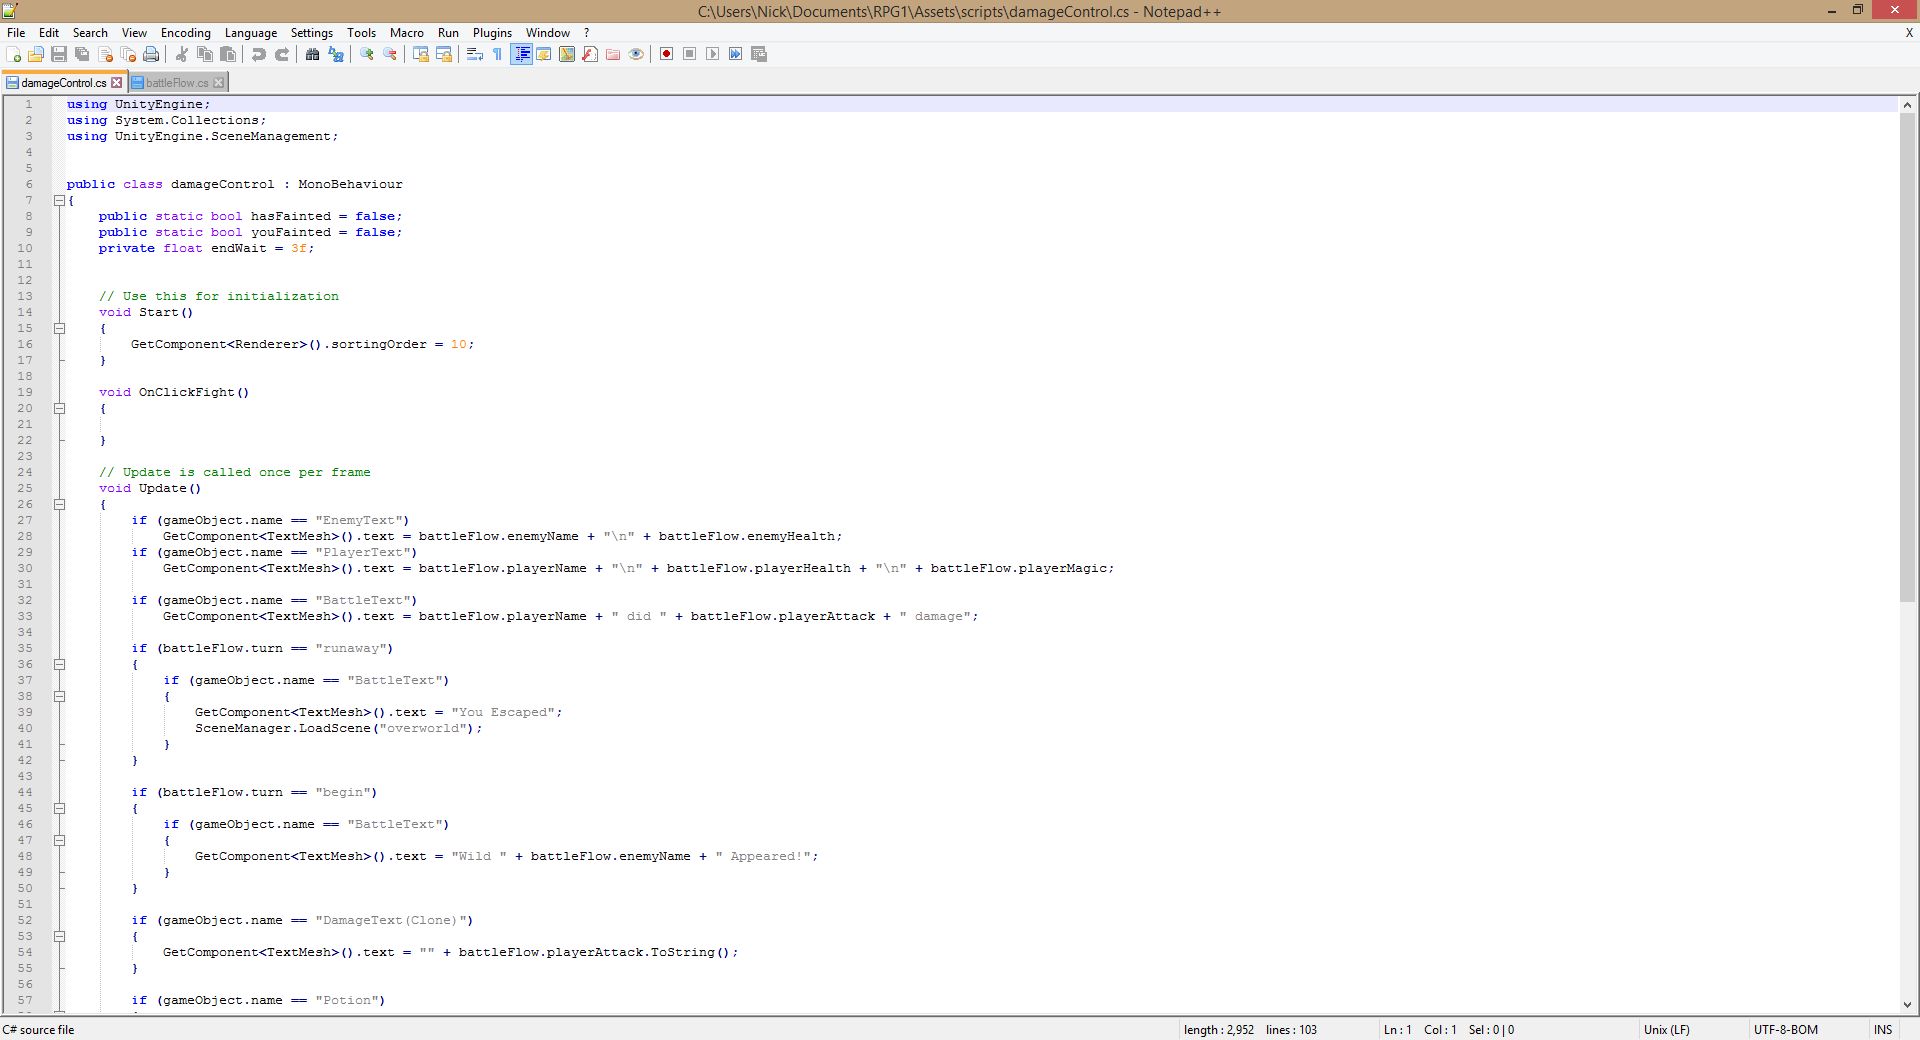 C:\Users\Nick\Documents\RPG1\Assets\scripts\damageControl.cs - Notepad++
File Edit Search View Encoding Language Settings Tools Macro Run Plugins Window ? X
damageControl.cs battleFlow.cs
1 using UnityEngine;
2 using System.Collections;
3 using UnityEngine.SceneManagement;
4
5
6 public class damageControl : MonoBehaviour
7 {
8     public static bool hasFainted = false;
9     public static bool youFainted = false;
10     private float endWait = 3f;
11
12
13     // Use this for initialization
14     void Start()
15     {
16         GetComponent<Renderer>().sortingOrder = 10;
17     }
18
19     void OnClickFight()
20     {
21
22     }
23
24     // Update is called once per frame
25     void Update()
26     {
27         if (gameObject.name == "EnemyText")
28             GetComponent<TextMesh>().text = battleFlow.enemyName + "\n" + battleFlow.enemyHealth;
29         if (gameObject.name == "PlayerText")
30             GetComponent<TextMesh>().text = battleFlow.playerName + "\n" + battleFlow.playerHealth + "\n" + battleFlow.playerMagic;
31
32         if (gameObject.name == "BattleText")
33             GetComponent<TextMesh>().text = battleFlow.playerName + " did " + battleFlow.playerAttack + " damage";
34
35         if (battleFlow.turn == "runaway")
36         {
37             if (gameObject.name == "BattleText")
38             {
39                 GetComponent<TextMesh>().text = "You Escaped";
40                 SceneManager.LoadScene("overworld");
41             }
42         }
43
44         if (battleFlow.turn == "begin")
45         {
46             if (gameObject.name == "BattleText")
47             {
48                 GetComponent<TextMesh>().text = "Wild " + battleFlow.enemyName + " Appeared!";
49             }
50         }
51
52         if (gameObject.name == "DamageText(Clone)")
53         {
54             GetComponent<TextMesh>().text = "" + battleFlow.playerAttack.ToString();
55         }
56
57         if (gameObject.name == "Potion")
C# source file length : 2,952 lines : 103 Ln : 1 Col : 1 Sel : 0 | 0 Unix (LF) UTF-8-BOM INS